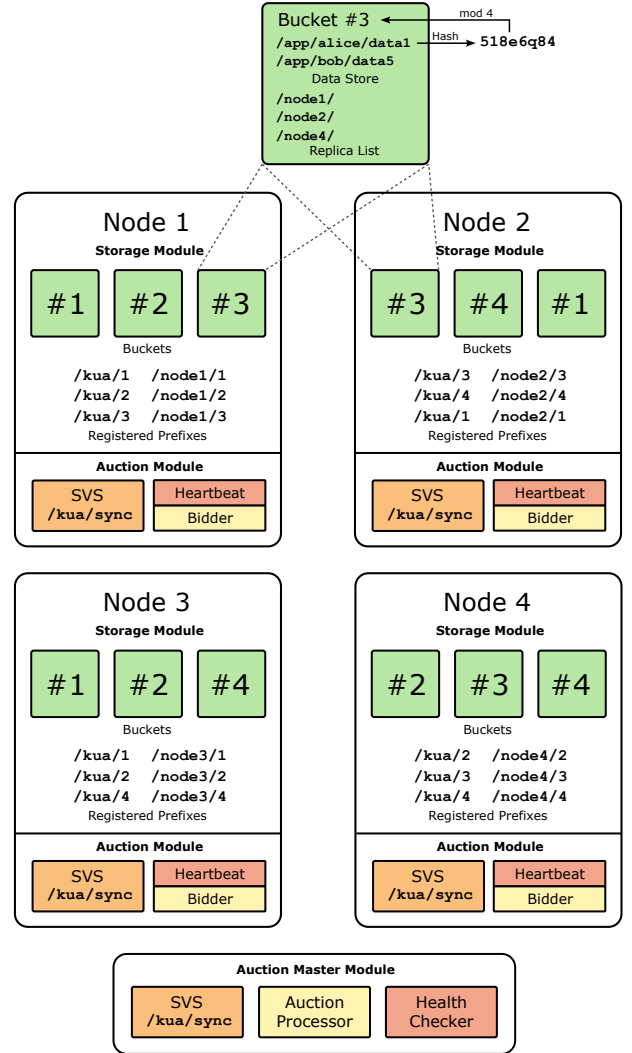 Bucket #3
mod 4
/app/alice/data1
Hash
518e6q84
/app/bob/data5
Data Store
/node1/
/node2/
/node4/
Replica List
Node 1
Storage Module
#1 #2 #3
Buckets
/kua/1 /node1/1
/kua/2 /node1/2
/kua/3 /node1/3
Registered Prefixes
Auction Module
SVS
/kua/sync
Heartbeat
Bidder
Node 2
Storage Module
#3 #4 #1
Buckets
/kua/3 /node2/3
/kua/4 /node2/4
/kua/1 /node2/1
Registered Prefixes
Auction Module
SVS
/kua/sync
Heartbeat
Bidder
Node 3
Storage Module
#1 #2 #4
Buckets
/kua/1 /node3/1
/kua/2 /node3/2
/kua/4 /node3/4
Registered Prefixes
Auction Module
SVS
/kua/sync
Heartbeat
Bidder
Node 4
Storage Module
#2 #3 #4
Buckets
/kua/2 /node4/2
/kua/3 /node4/3
/kua/4 /node4/4
Registered Prefixes
Auction Module
SVS
/kua/sync
Heartbeat
Bidder
Auction Master Module
SVS
/kua/sync
Auction
Processor
Health
Checker